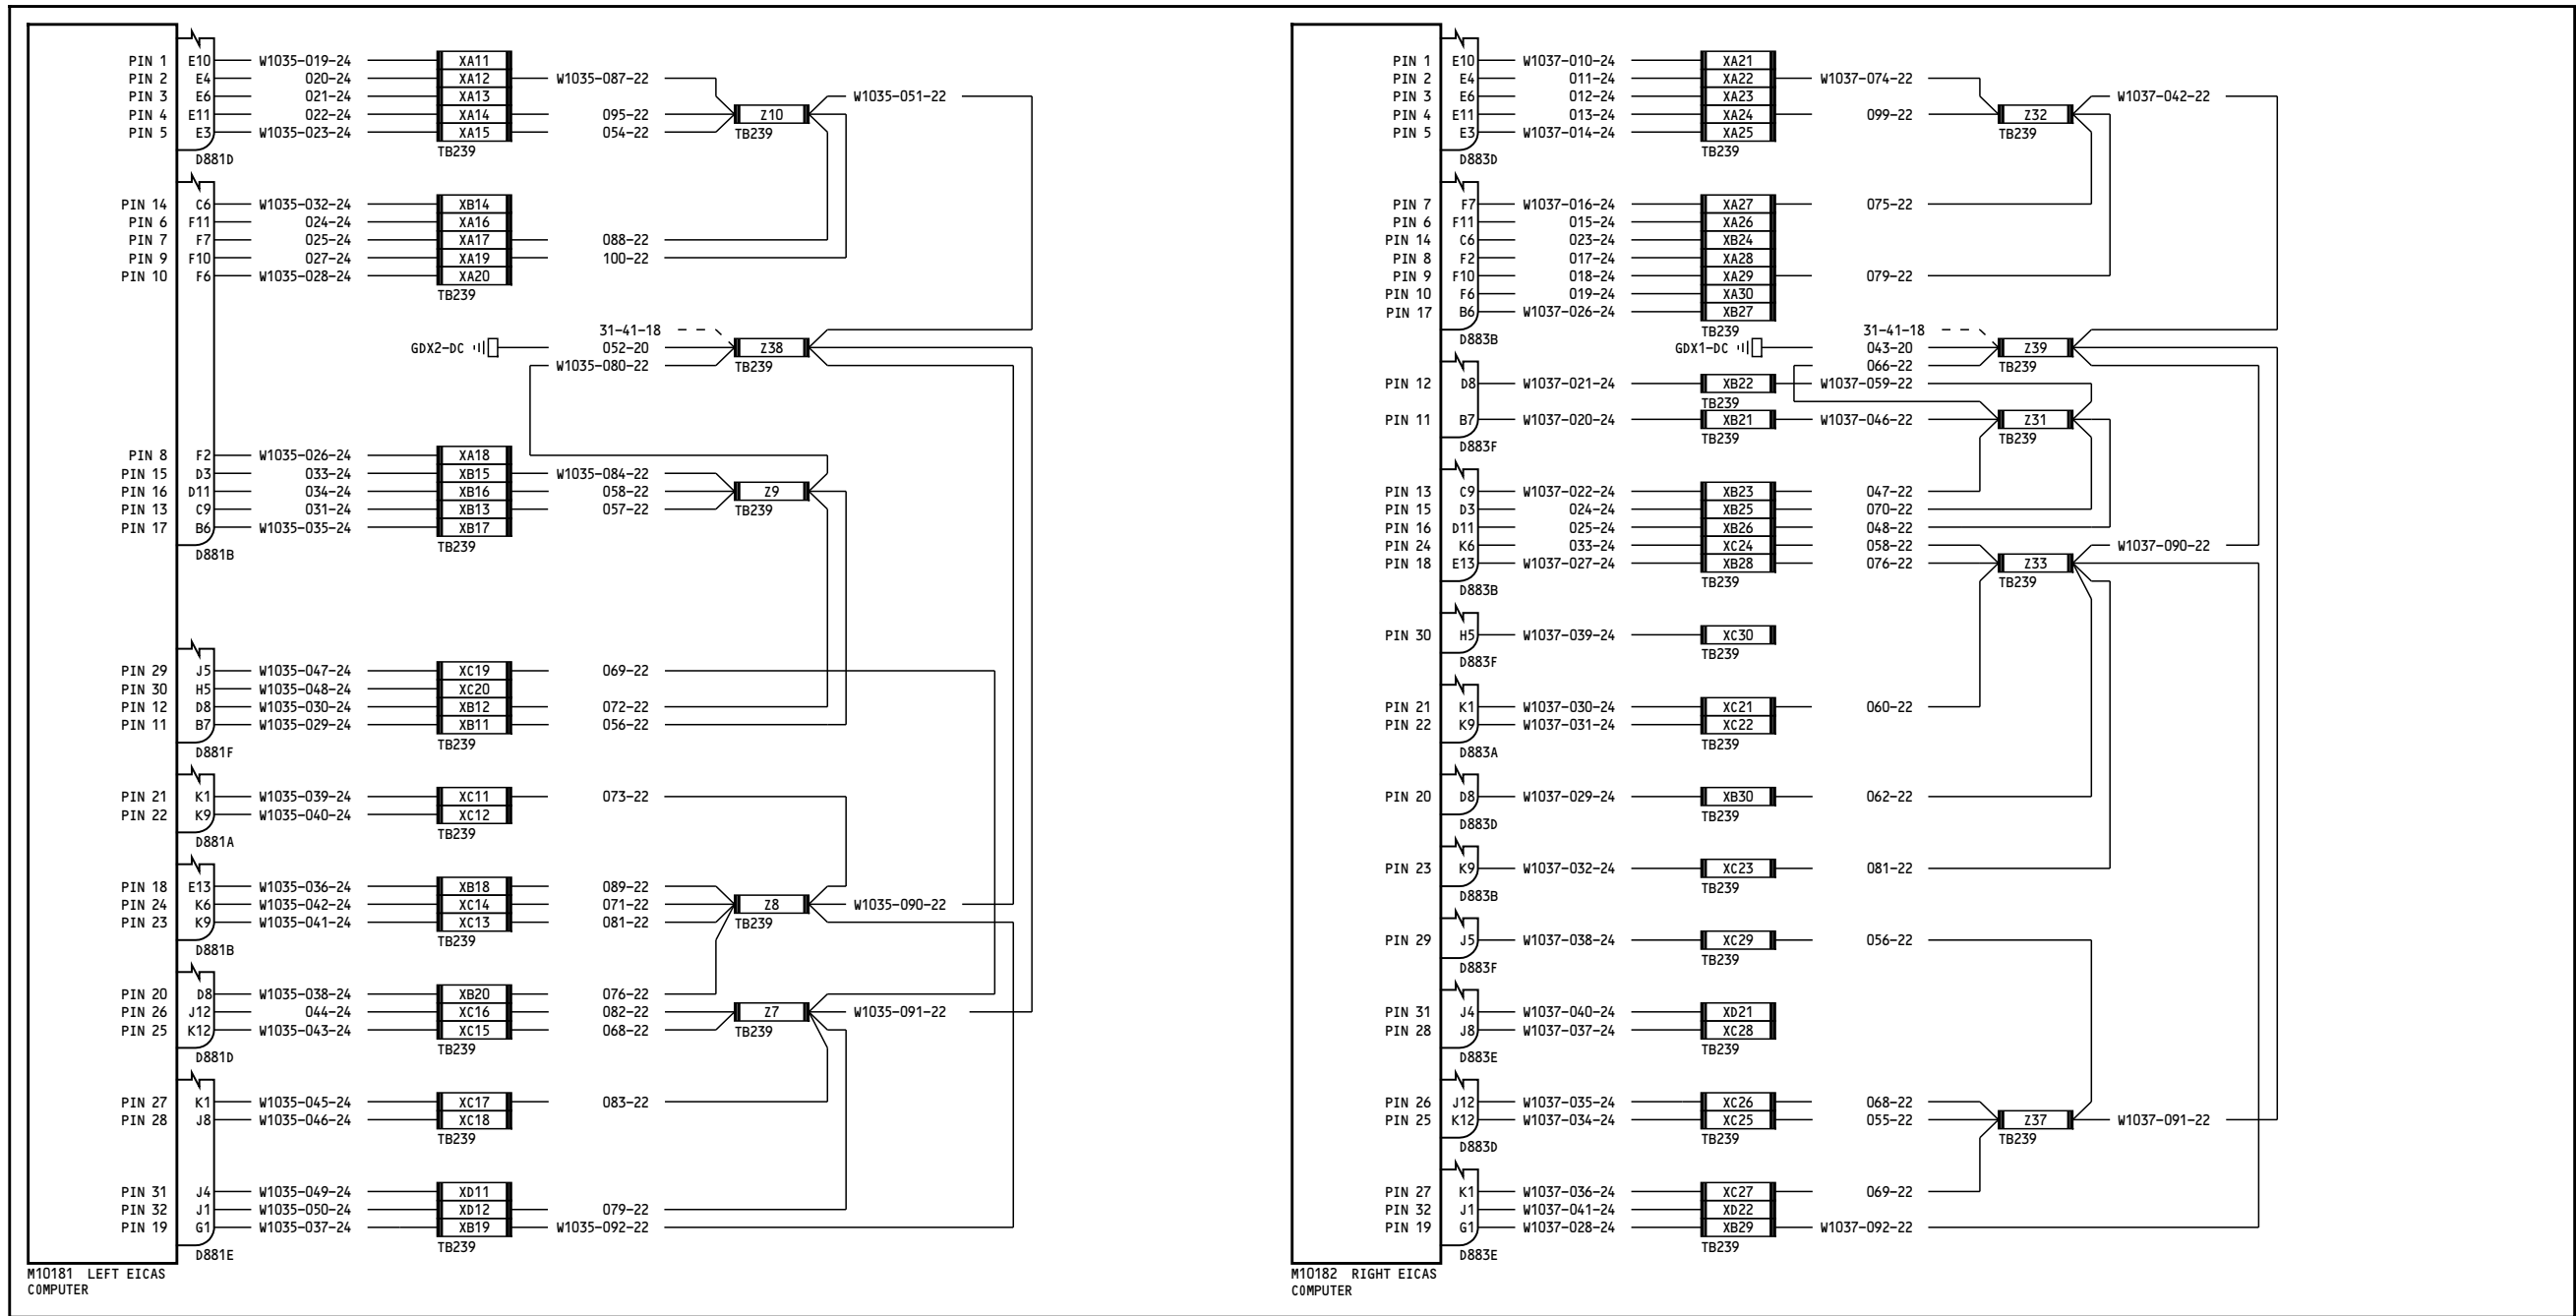 PIN 1 E10 W1035-019-24 XA11
PIN 2 E4 020-24 XA12 W1035-087-22
PIN 3 E6 021-24 XA13 W1035-051-22
PIN 4 E11 022-24 XA14 095-22 Z10
PIN 5 E3 W1035-023-24 XA15 054-22 TB239
TB239
D881D
PIN 14 C6 W1035-032-24 XB14
PIN 6 F11 024-24 XA16
PIN 7 F7 025-24 XA17 088-22
PIN 9 F10 027-24 XA19 100-22
PIN 10 F6 W1035-028-24 XA20
TB239
31-41-18
GDX2-DC 052-20 Z38
W1035-080-22 TB239
PIN 8 F2 W1035-026-24 XA18
PIN 15 D3 033-24 XB15 W1035-084-22
PIN 16 D11 034-24 XB16 058-22 Z9
PIN 13 C9 031-24 XB13 057-22 TB239
PIN 17 B6 W1035-035-24 XB17
TB239
D881B
PIN 29 J5 W1035-047-24 XC19 069-22
PIN 30 H5 W1035-048-24 XC20
PIN 12 D8 W1035-030-24 XB12 072-22
PIN 11 B7 W1035-029-24 XB11 056-22
TB239
D881F
PIN 21 K1 W1035-039-24 XC11 073-22
PIN 22 K9 W1035-040-24 XC12
TB239
D881A
PIN 18 E13 W1035-036-24 XB18 089-22
PIN 24 K6 W1035-042-24 XC14 071-22 Z8 W1035-090-22
PIN 23 K9 W1035-041-24 XC13 081-22 TB239
TB239
D881B
PIN 20 D8 W1035-038-24 XB20 076-22
PIN 26 J12 044-24 XC16 082-22 Z7 W1035-091-22
PIN 25 K12 W1035-043-24 XC15 068-22 TB239
TB239
D881D
PIN 27 K1 W1035-045-24 XC17 083-22
PIN 28 J8 W1035-046-24 XC18
TB239
PIN 31 J4 W1035-049-24 XD11
PIN 32 J1 W1035-050-24 XD12 079-22
PIN 19 G1 W1035-037-24 XB19 W1035-092-22
TB239
D881E
M10181 LEFT EICAS
COMPUTER
PIN 1 E10 W1037-010-24 XA21
PIN 2 E4 011-24 XA22 W1037-074-22
PIN 3 E6 012-24 XA23 W1037-042-22
PIN 4 E11 013-24 XA24 099-22 Z32
PIN 5 E3 W1037-014-24 XA25 TB239
TB239
D883D
PIN 7 F7 W1037-016-24 XA27 075-22
PIN 6 F11 015-24 XA26
PIN 14 C6 023-24 XB24
PIN 8 F2 017-24 XA28
PIN 9 F10 018-24 XA29 079-22
PIN 10 F6 019-24 XA30
PIN 17 B6 W1037-026-24 XB27
TB239 31-41-18
D883B
GDX1-DC 043-20 Z39
066-22 TB239
PIN 12 D8 W1037-021-24 XB22 W1037-059-22
TB239
PIN 11 B7 W1037-020-24 XB21 W1037-046-22 Z31
TB239 TB239
D883F
PIN 13 C9 W1037-022-24 XB23 047-22
PIN 15 D3 024-24 XB25 070-22
PIN 16 D11 025-24 XB26 048-22
PIN 24 K6 033-24 XC24 058-22 W1037-090-22
PIN 18 E13 W1037-027-24 XB28 076-22 Z33
TB239 TB239
D883B
PIN 30 H5 W1037-039-24 XC30
TB239
D883F
PIN 21 K1 W1037-030-24 XC21 060-22
PIN 22 K9 W1037-031-24 XC22
TB239
D883A
PIN 20 D8 W1037-029-24 XB30 062-22
TB239
D883D
PIN 23 K9 W1037-032-24 XC23 081-22
TB239
D883B
PIN 29 J5 W1037-038-24 XC29 056-22
TB239
D883F
PIN 31 J4 W1037-040-24 XD21
PIN 28 J8 W1037-037-24 XC28
TB239
D883E
PIN 26 J12 W1037-035-24 XC26 068-22
PIN 25 K12 W1037-034-24 XC25 055-22 Z37 W1037-091-22
TB239 TB239
D883D
PIN 27 K1 W1037-036-24 XC27 069-22
PIN 32 J1 W1037-041-24 XD22
PIN 19 G1 W1037-028-24 XB29 W1037-092-22
TB239
D883E
M10182 RIGHT EICAS
COMPUTER